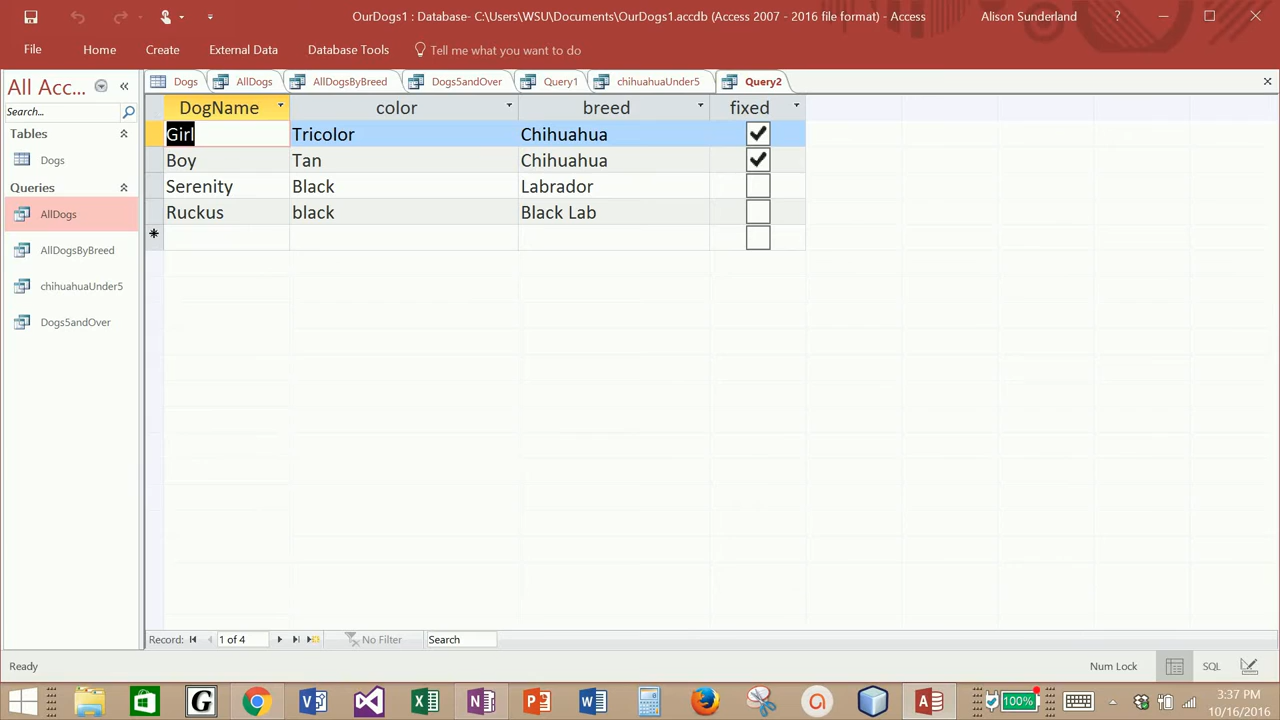 OurDogs1 : Database- C:\Users\WSU\Documents\OurDogs1.accdb (Access 2007 - 2016 file format) - Access
Alison Sunderland
?
File Home Create External Data Database Tools Tell me what you want to do
All Acc...
Search...
Tables
Dogs
Queries
AllDogs
AllDogsByBreed
chihuahuaUnder5
Dogs5andOver
Dogs AllDogs AllDogsByBreed Dogs5andOver Query1 chihuahuaUnder5 Query2
DogName color breed fixed
Girl Tricolor Chihuahua
Boy Tan Chihuahua
Serenity Black Labrador
Ruckus black Black Lab
Record: 1 of 4 No Filter Search
Ready
Num Lock
SQL
100%
3:37 PM
10/16/2016